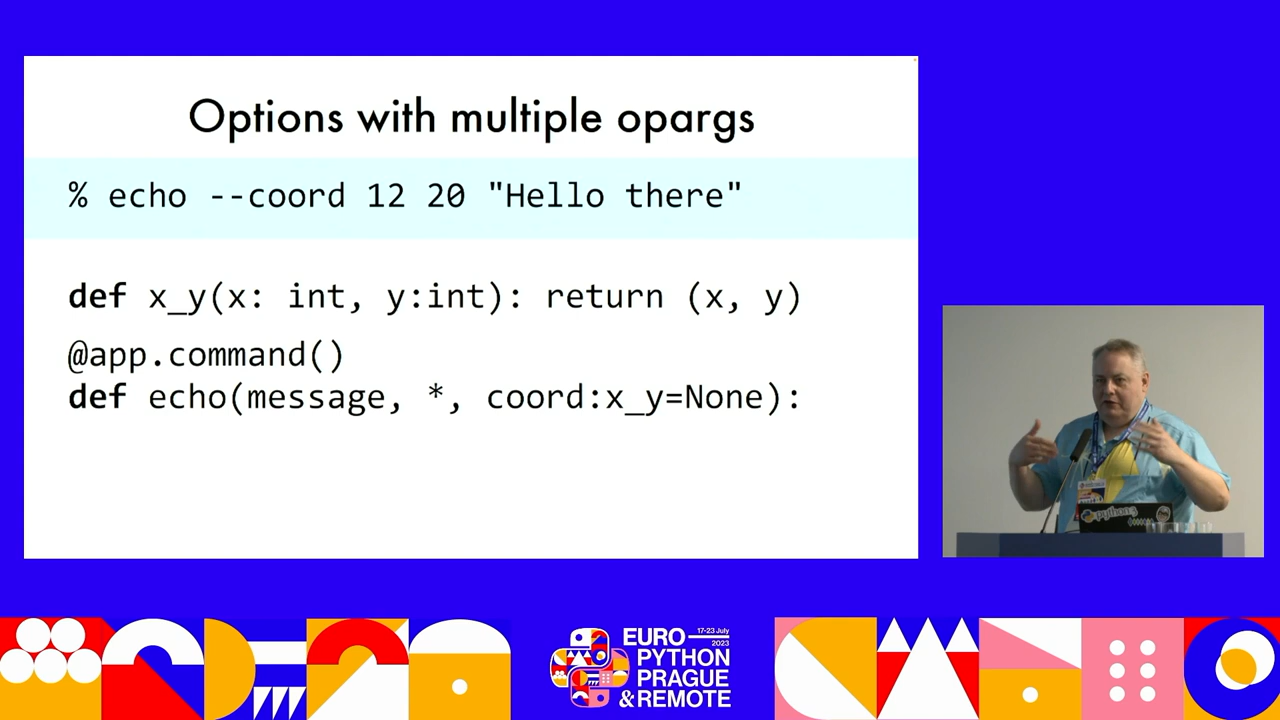 Options with multiple opargs
% echo --coord 12 20 "Hello there"
def x_y(x: int, y:int): return (x, y)
@app.command()
def echo(message, *, coord:x_y=None):
python
EURO
17-23 July
2023
PYTHON
PRAGUE
&REMOTE